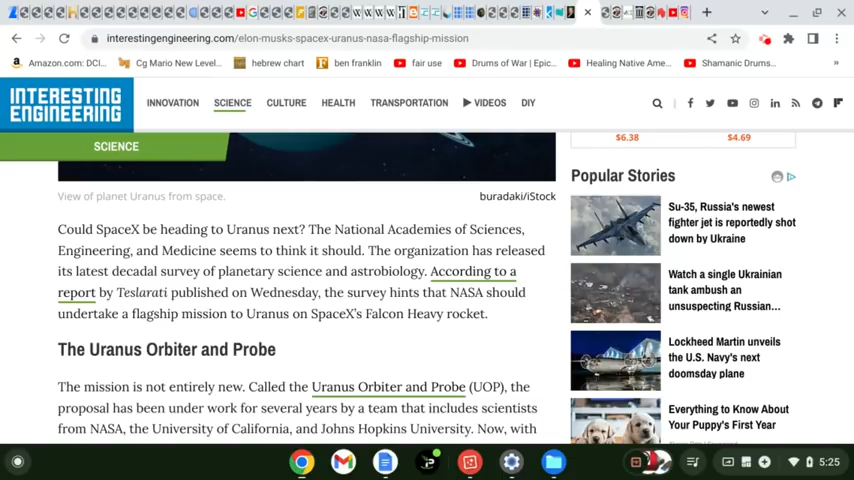 interestingengineering.com/elon-musks-spacex-uranus-nasa-flagship-mission
Amazon.com: DCI...
Cg Mario New Level...
hebrew chart
ben franklin
fair use
Drums of War | Epic...
Healing Native Ame...
Shamanic Drums...
»
INTERESTING
ENGINEERING
INNOVATION
SCIENCE
CULTURE
HEALTH
TRANSPORTATION
VIDEOS
DIY
SCIENCE
$6.38
$4.69
View of planet Uranus from space.
buradaki/iStock
Could SpaceX be heading to Uranus next? The National Academies of Sciences,
Engineering, and Medicine seems to think it should. The organization has released
its latest decadal survey of planetary science and astrobiology. According to a
report by Teslarati published on Wednesday, the survey hints that NASA should
undertake a flagship mission to Uranus on SpaceX's Falcon Heavy rocket.
The Uranus Orbiter and Probe
The mission is not entirely new. Called the Uranus Orbiter and Probe (UOP), the
proposal has been under work for several years by a team that includes scientists
from NASA, the University of California, and Johns Hopkins University. Now, with
Popular Stories
Su-35, Russia's newest
fighter jet is reportedly shot
down by Ukraine
Watch a single Ukrainian
tank ambush an
unsuspecting Russian...
Lockheed Martin unveils
the U.S. Navy's next
doomsday plane
Everything to Know About
Your Puppy's First Year
5:25